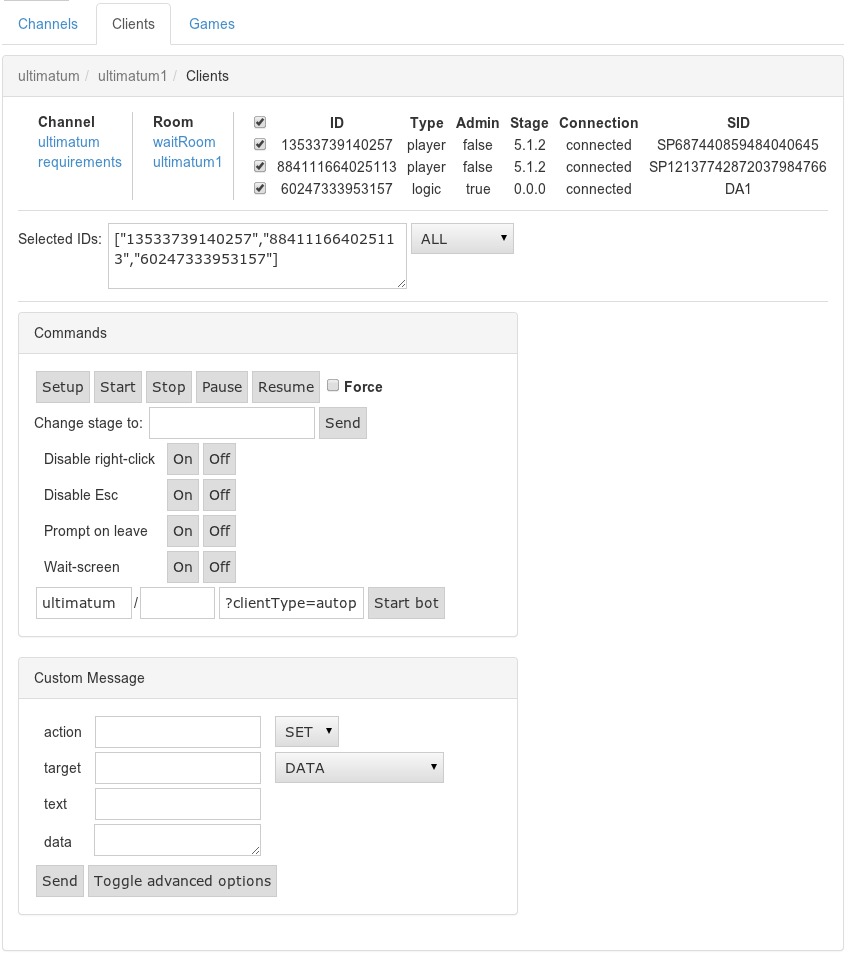 Channels Clients Games
ultimatum / ultimatum1 / Clients
Channel Room ID Type Admin Stage Connection SID
ultimatum waitRoom 13533739140257 player false 5.1.2 connected SP687440859484040645
requirements ultimatum1 884111664025113 player false 5.1.2 connected SP12137742872037984766
60247333953157 logic true 0.0.0 connected DA1
Selected IDs: ["13533739140257","88411166402511 ALL
3","60247333953157"]
Commands
Setup Start Stop Pause Resume Force
Change stage to: Send
Disable right-click On Off
Disable Esc On Off
Prompt on leave On Off
Wait-screen On Off
ultimatum / ?clientType=autop Start bot
Custom Message
action SET
target DATA
text
data
Send Toggle advanced options